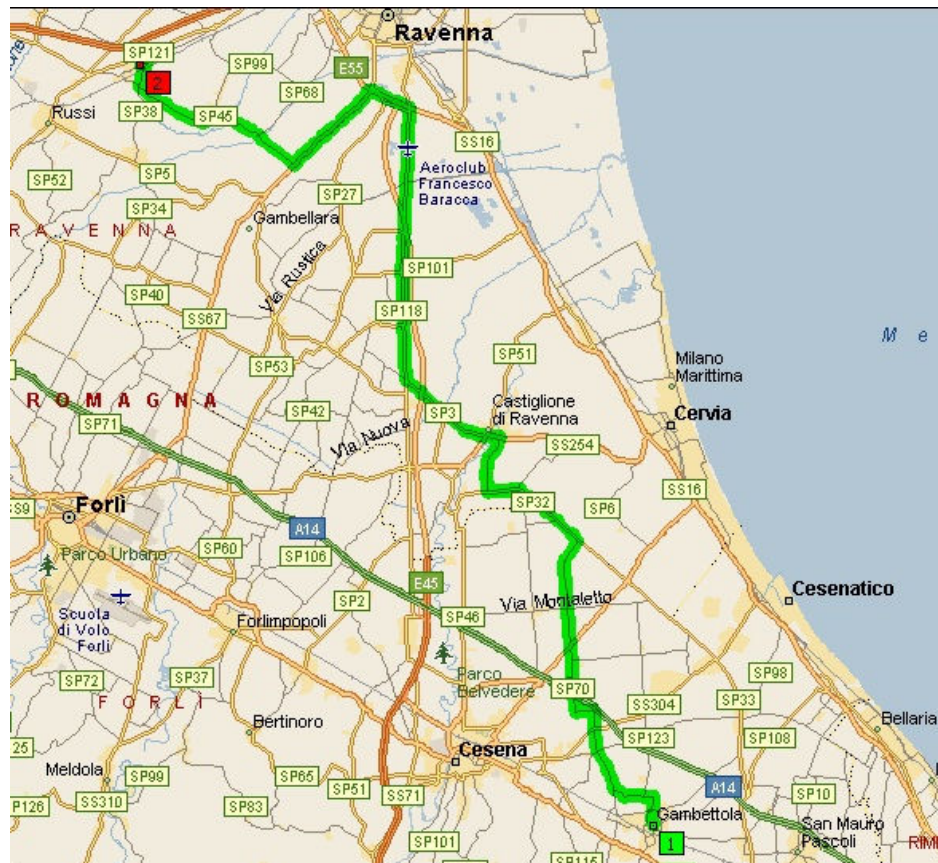 Ravenna
SP121
SP99
E55
2
SP68
SP38
SP45
Russi
SS16
SP5
Aeroclub
Francesco
Baracca
SP52
SP27
SP34
Gambellara
RAVENNA
Via Rustica
SP101
SP40
SS67
SP118
M e
SP51
Milano
Marittima
SP53
ROMAGNA
SP42
SP3
Castiglione
di Ravenna
Cervia
SP71
Via Nuova
SS254
SS16
Forlì
SS9
SP32
SP6
A14
Parco Urbano
SP60
SP106
E45
Cesenatico
Scuola
di Volo
Forlì
SP2
Via Montaletto
SP46
Forlimpopoli
Parco
Belvedere
SP72
SP37
SP70
SP98
FORLÌ
SS304
SP33
Bertinoro
Bellaria
25
SP123
SP108
Cesena
Meldola
SP99
SP65
SP51
SS71
A14
SP10
SP126
SS310
SP83
Gambettola
San Mauro
Pascoli
1
SP101
SP115
RIMI